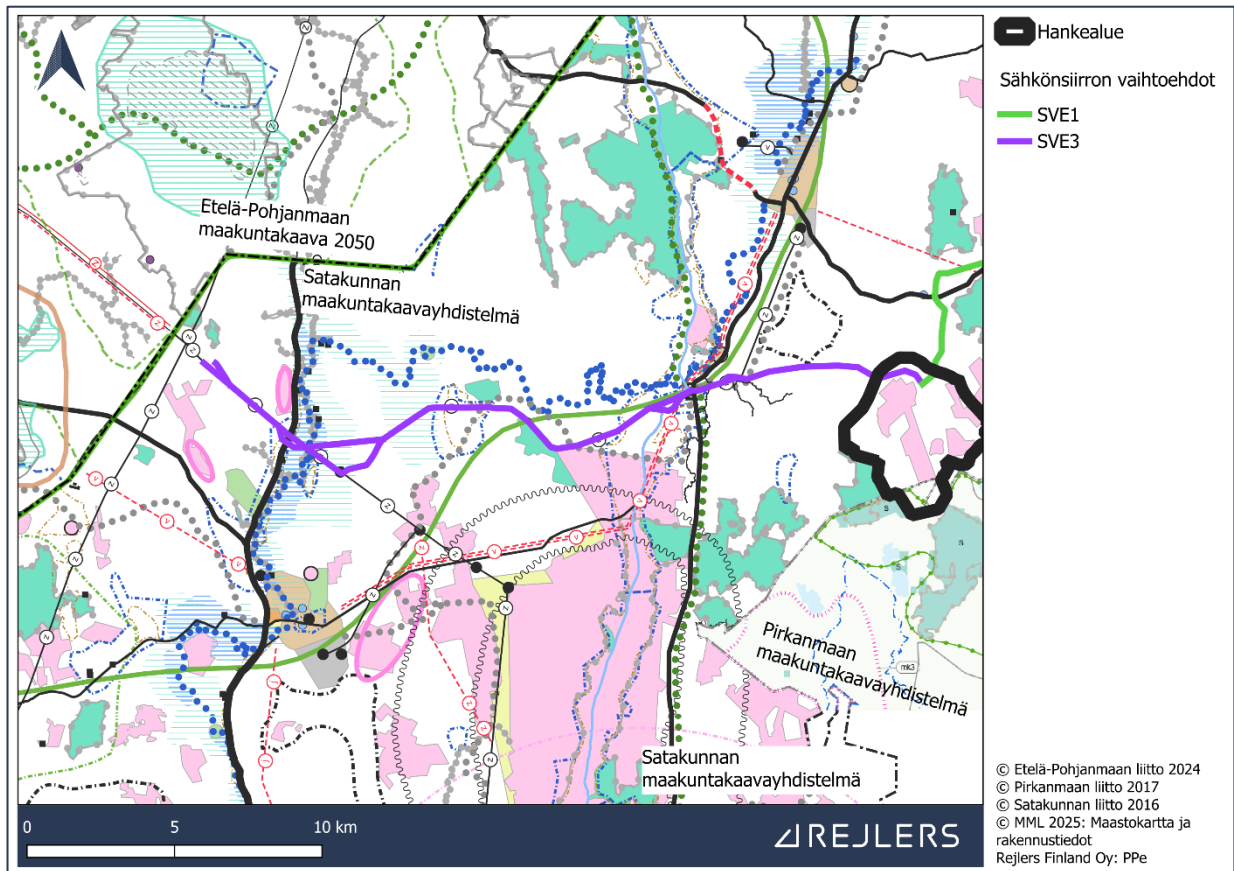 Hankealue
Sähkönsiirron vaihtoehdot
SVE1
SVE3
Etelä-Pohjanmaan
maakuntakaava 2050
Satakunnan
maakuntakaavayhdistelmä
Pirkanmaan
maakuntakaavayhdistelmä
mk3
s
s
s
Satakunnan
maakuntakaavayhdistelmä
0 5 10 km
REJLERS
© Etelä-Pohjanmaan liitto 2024
© Pirkanmaan liitto 2017
© Satakunnan liitto 2016
© MML 2025: Maastokartta ja
rakennustiedot
Rejlers Finland Oy: PPe